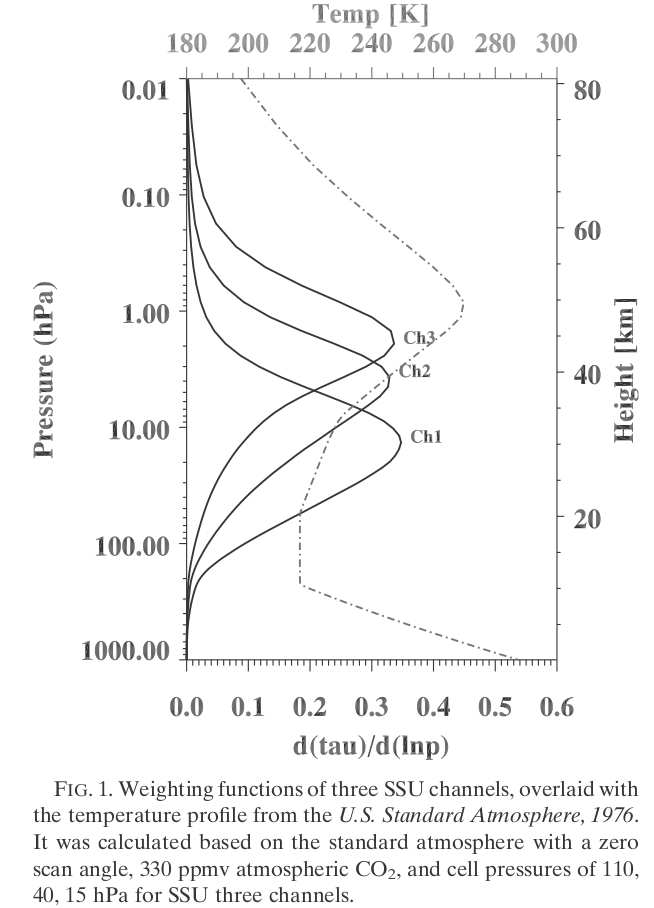 Temp [K]
180 200 220 240 260 280 300
0.01
0.10
1.00
10.00
100.00
1000.00
Pressure (hPa)
80
60
40
20
Height [km]
Ch3
Ch2
Ch1
0.0 0.1 0.2 0.3 0.4 0.5 0.6
d(tau)/d(lnp)
FIG. 1. Weighting functions of three SSU channels, overlaid with
the temperature profile from the U.S. Standard Atmosphere, 1976.
It was calculated based on the standard atmosphere with a zero
scan angle, 330 ppmv atmospheric CO₂, and cell pressures of 110,
40, 15 hPa for SSU three channels.